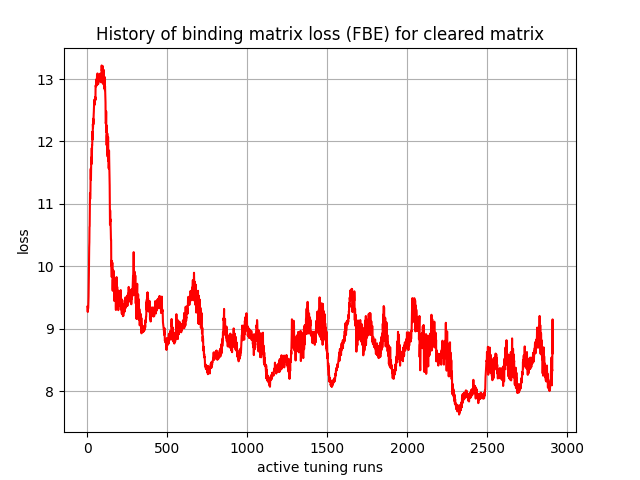 History of binding matrix loss (FBE) for cleared matrix
13
12
11
10
9
8
loss
0 500 1000 1500 2000 2500 3000
active tuning runs